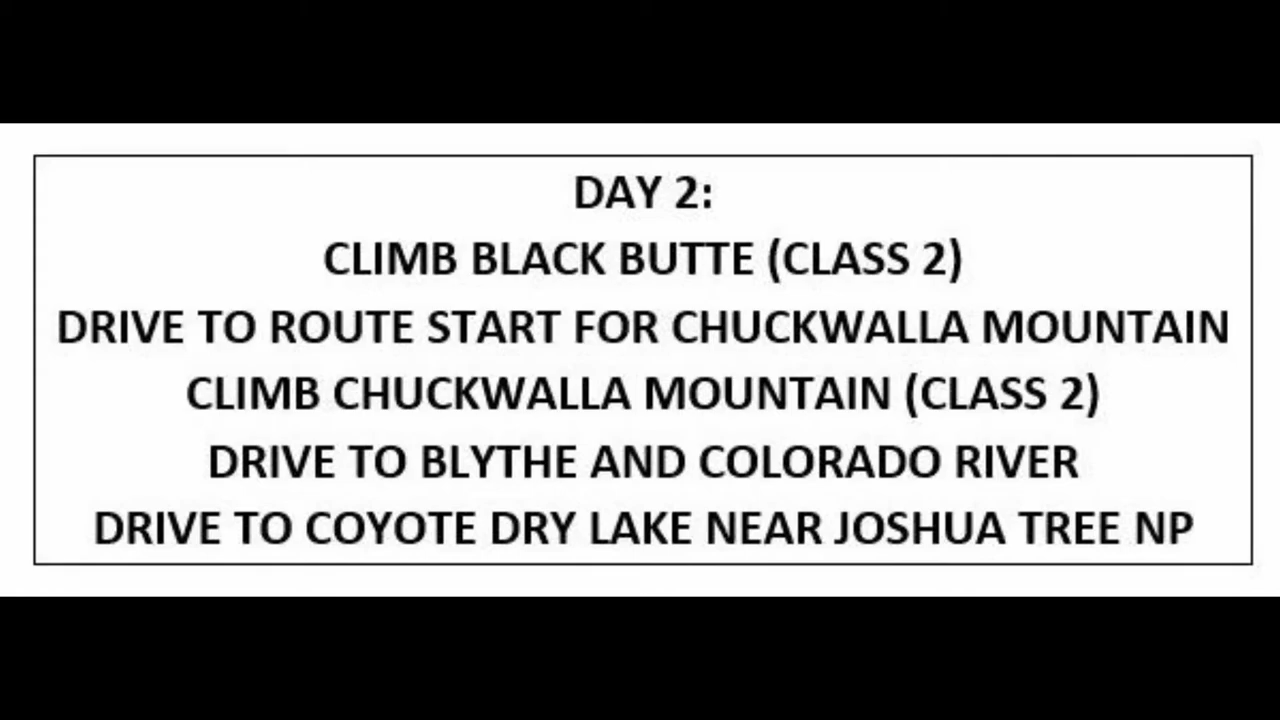 DAY 2:
CLIMB BLACK BUTTE (CLASS 2)
DRIVE TO ROUTE START FOR CHUCKWALLA MOUNTAIN
CLIMB CHUCKWALLA MOUNTAIN (CLASS 2)
DRIVE TO BLYTHE AND COLORADO RIVER
DRIVE TO COYOTE DRY LAKE NEAR JOSHUA TREE NP